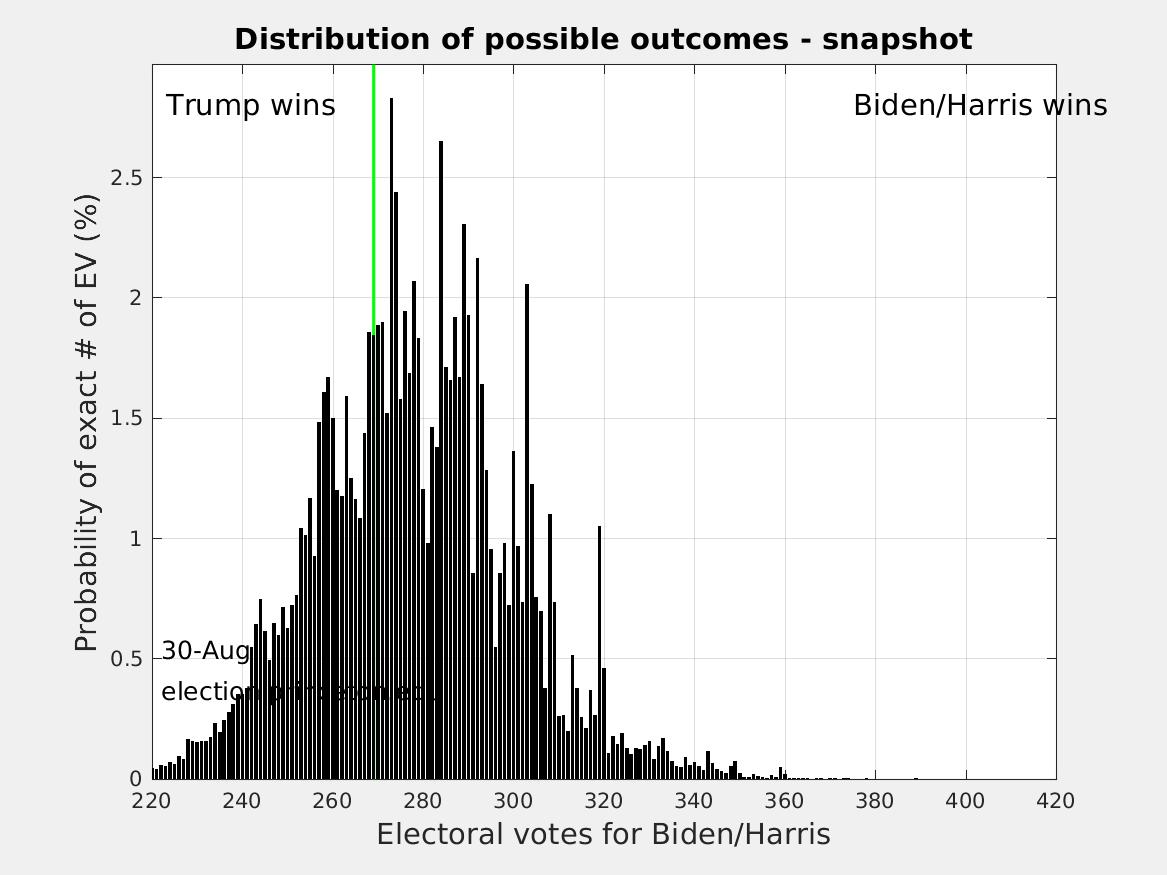 Distribution of possible outcomes - snapshot
Trump wins
Biden/Harris wins
2.5
2
1.5
1
0.5
0
Probability of exact # of EV (%)
30-Aug
220 240 260 280 300 320 340 360 380 400 420
Electoral votes for Biden/Harris